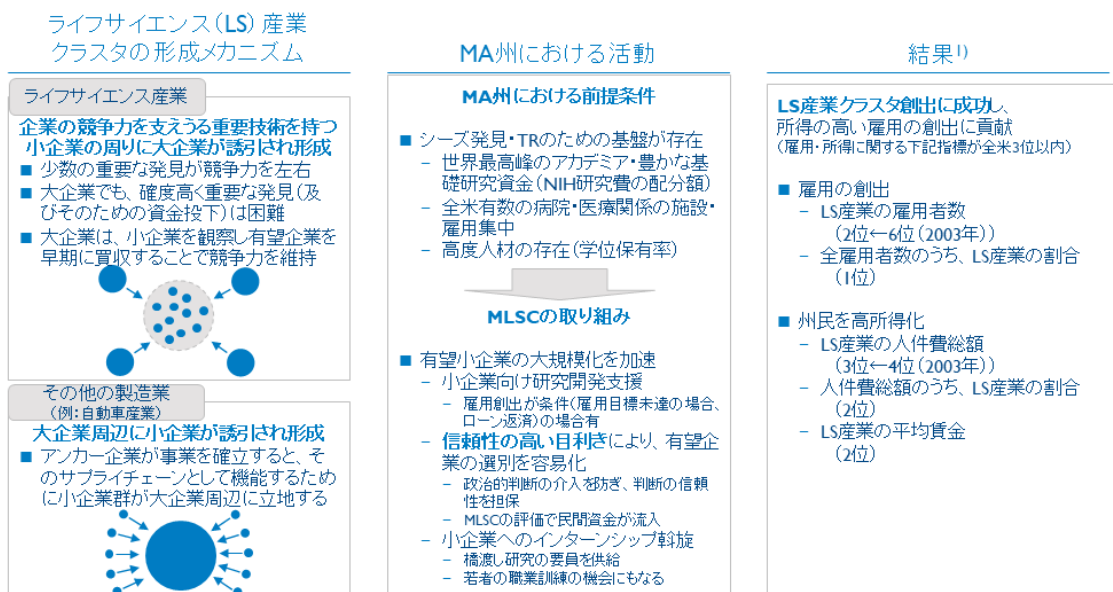 ライフサイエンス(LS)産業
クラスタの形成メカニズム
ライフサイエンス産業
企業の競争力を支えうる重要技術を持つ
小企業の周りに大企業が誘引され形成
■ 少数の重要な発見が競争力を左右
■ 大企業でも、確度高く重要な発見(及
びそのための資金投下)は困難
■ 大企業は、小企業を観察し有望企業を
早期に買収することで競争力を維持
その他の製造業
(例:自動車産業)
大企業周辺に小企業が誘引され形成
■ アンカー企業が事業を確立すると、そ
のサプライチェーンとして機能するため
に小企業群が大企業周辺に立地する
MA州における活動
MA州における前提条件
■ シーズ発見・TRのための基盤が存在
– 世界最高峰のアカデミア・豊かな基
礎研究資金(NIH研究費の配分額)
– 全米有数の病院・医療関係の施設・
雇用集中
– 高度人材の存在(学位保有率)
MLSCの取り組み
■ 有望小企業の大規模化を加速
– 小企業向け研究開発支援
– 雇用創出が条件(雇用目標未達の場合、
ローン返済)の場合有
– 信頼性の高い目利きにより、有望企
業の選別を容易化
– 政治的判断の介入を防ぎ、判断の信頼
性を担保
– MLSCの評価で民間資金が流入
– 小企業へのインターンシップ斡旋
– 橋渡し研究の要員を供給
– 若者の職業訓練の機会にもなる
結果1)
LS産業クラスタ創出に成功し、
所得の高い雇用の創出に貢献
(雇用・所得に関する下記指標が全米3位以内)
■ 雇用の創出
– LS産業の雇用者数
(2位←6位(2003年))
– 全雇用者数のうち、LS産業の割合
(1位)
■ 州民を高所得化
– LS産業の人件費総額
(3位←4位(2003年))
– 人件費総額のうち、LS産業の割合
(2位)
– LS産業の平均賃金
(2位)